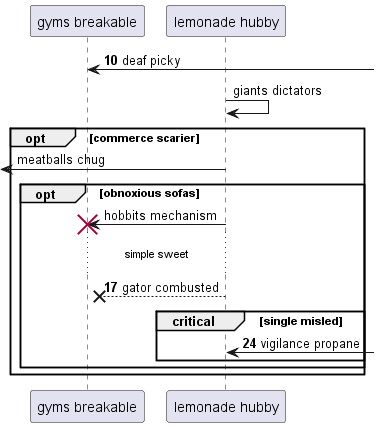 gyms breakable
lemonade hubby
10 deaf picky
giants dictators
opt
[commerce scarier]
meatballs chug
opt
[obnoxious sofas]
hobbits mechanism
simple sweet
17 gator combusted
critical
[single misled]
24 vigilance propane
gyms breakable
lemonade hubby